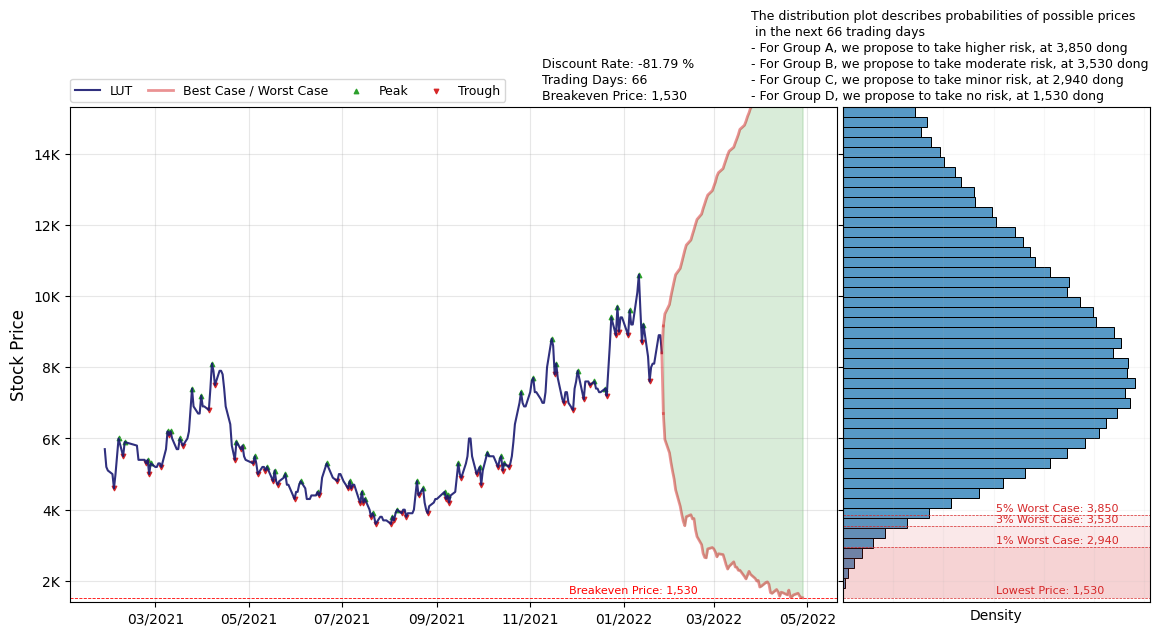 The distribution plot describes probabilities of possible prices
in the next 66 trading days
- For Group A, we propose to take higher risk, at 3,850 dong
- For Group B, we propose to take moderate risk, at 3,530 dong
- For Group C, we propose to take minor risk, at 2,940 dong
- For Group D, we propose to take no risk, at 1,530 dong
Discount Rate: -81.79 %
Trading Days: 66
Breakeven Price: 1,530
LUT Best Case / Worst Case Peak Trough
Stock Price
14K
12K
10K
8K
6K
4K
2K
Breakeven Price: 1,530
03/2021 05/2021 07/2021 09/2021 11/2021 01/2022 03/2022 05/2022
5% Worst Case: 3,850
3% Worst Case: 3,530
1% Worst Case: 2,940
Lowest Price: 1,530
Density